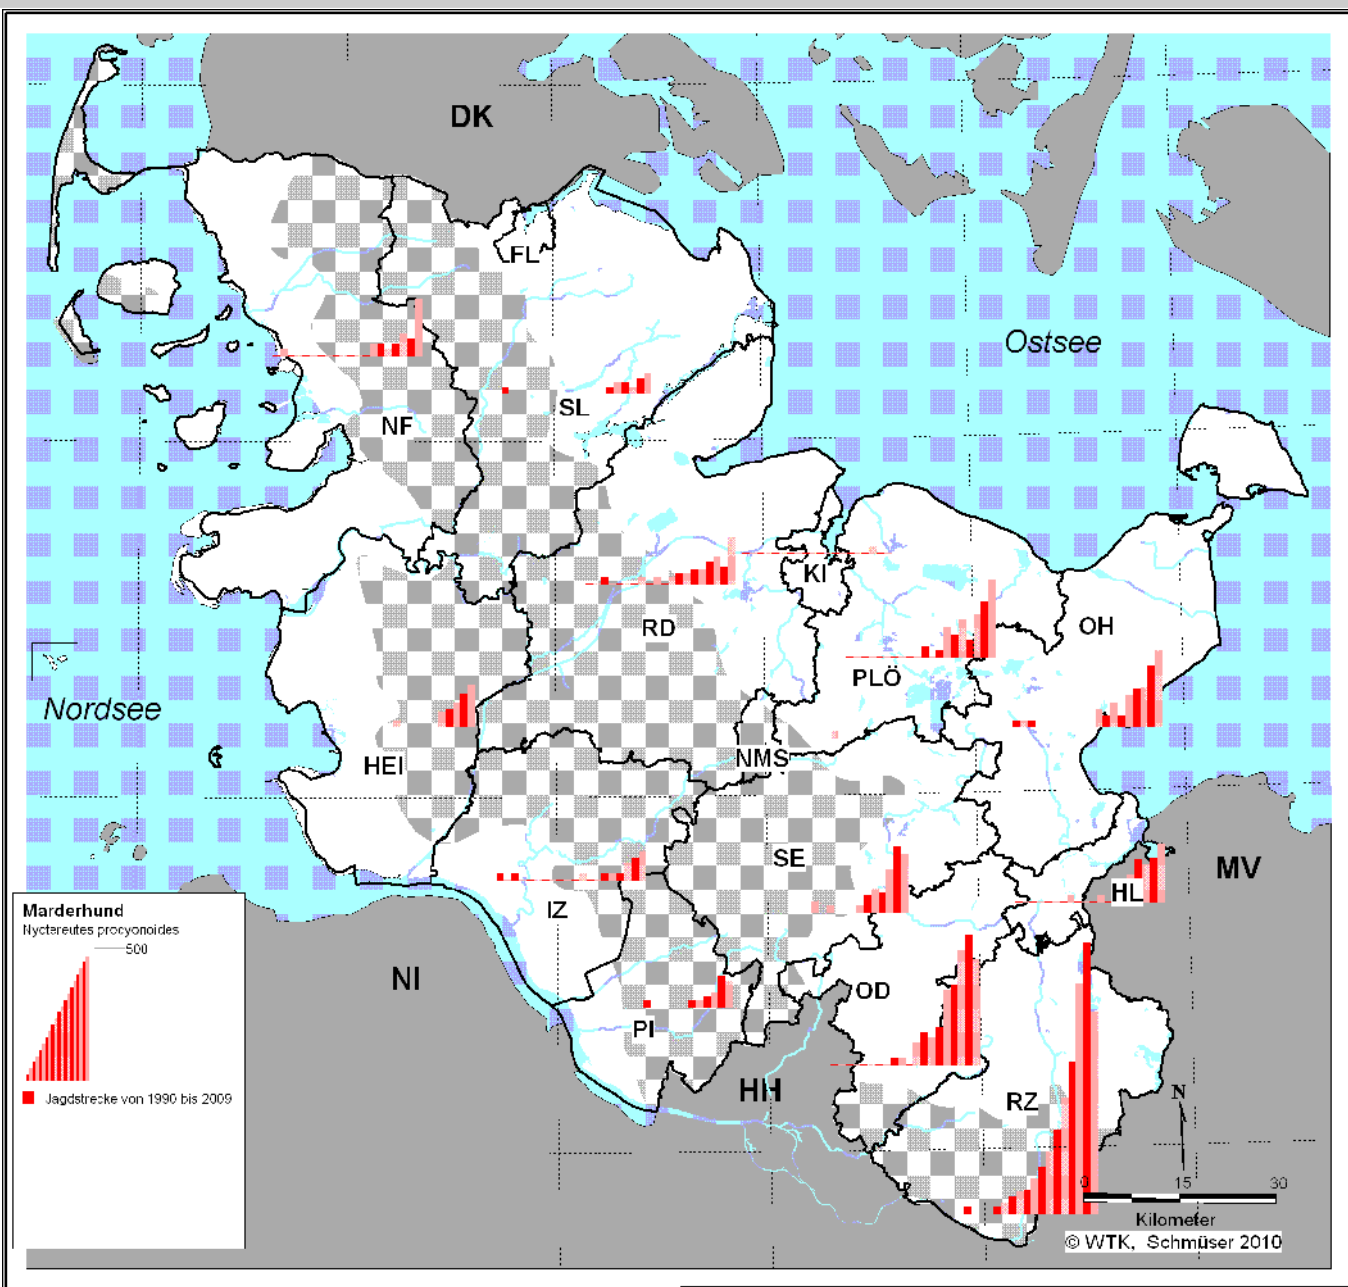 DK
FL
Ostsee
SL
NF
KI
RD
OH
PLÖ
Nordsee
NMS
HEI
SE
MV
HL
IZ
Marderhund
Nyctereutes procyonoides
500
NI
OD
PI
HH
RZ
Jagdstrecke von 1990 bis 2009
N
0 15 30
Kilometer
© WTK, Schmüser 2010